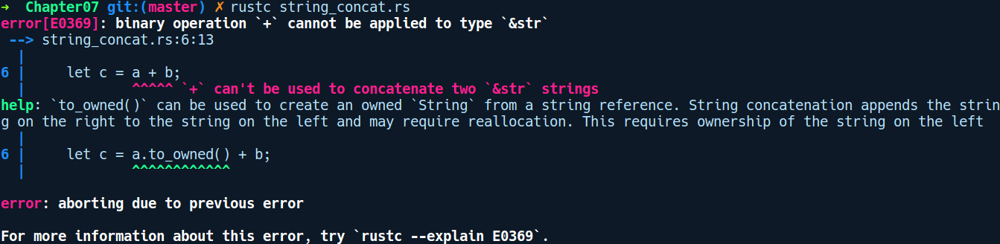 ➜  Chapter07 git:(master) ✗ rustc string_concat.rs
error[E0369]: binary operation `+` cannot be applied to type `&str`
 --> string_concat.rs:6:13
  |
6 |     let c = a + b;
  |             ^^^^^ `+` can't be used to concatenate two `&str` strings
help: `to_owned()` can be used to create an owned `String` from a string reference. String concatenation appends the strin
g on the right to the string on the left and may require reallocation. This requires ownership of the string on the left
  |
6 |     let c = a.to_owned() + b;
  |             ^^^^^^^^^^^^
error: aborting due to previous error
For more information about this error, try `rustc --explain E0369`.